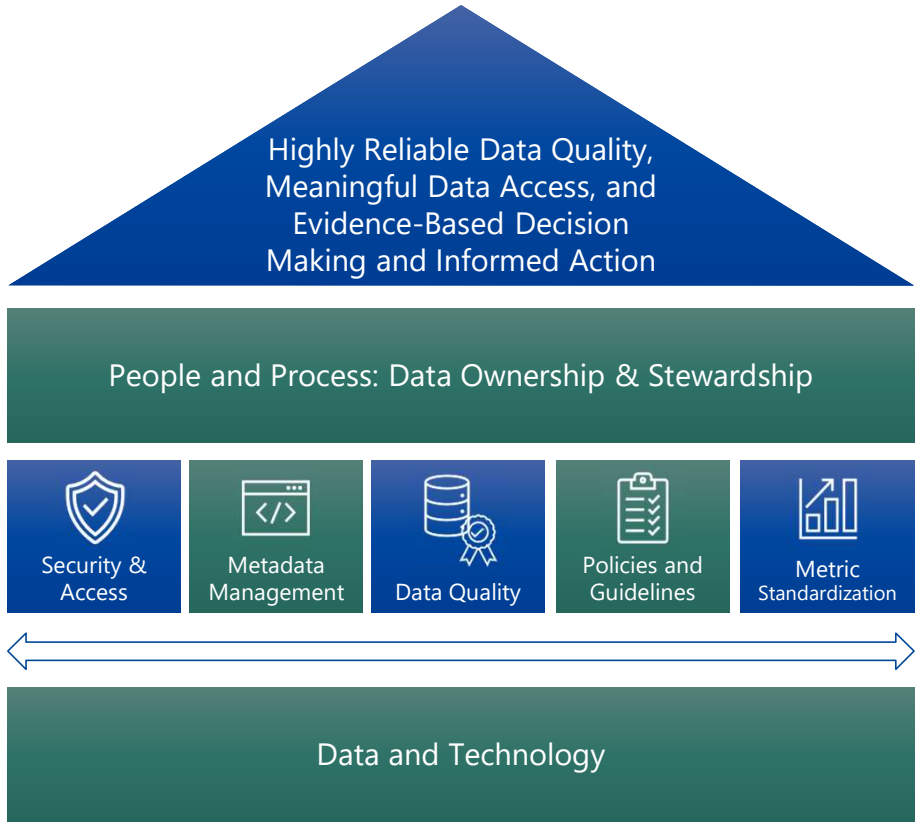 Highly Reliable Data Quality,
Meaningful Data Access, and
Evidence-Based Decision
Making and Informed Action
People and Process: Data Ownership & Stewardship
Security &
Access
Metadata
Management
Data Quality
Policies and
Guidelines
Metric
Standardization
Data and Technology